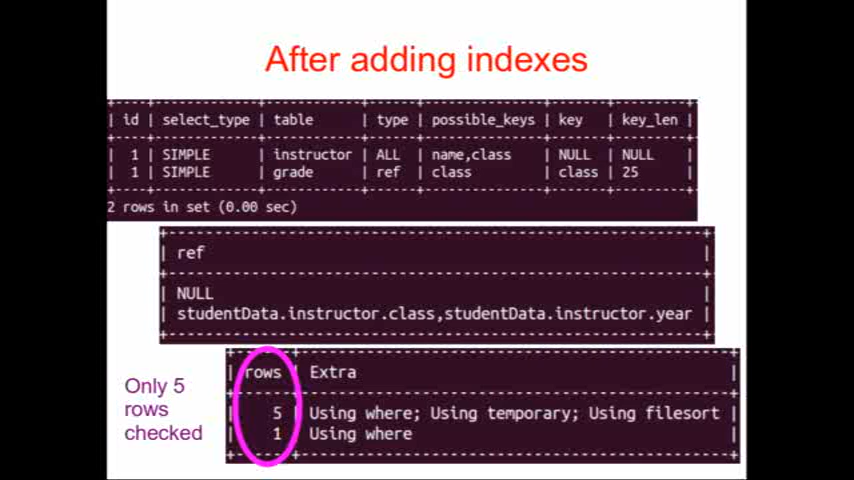 After adding indexes
| id | select_type | table | type | possible_keys | key | key_len |
| 1 | SIMPLE | instructor | ALL | name,class | NULL | NULL |
| 1 | SIMPLE | grade | ref | class | class | 25 |
2 rows in set (0.00 sec)
| ref |
| NULL |
| studentData.instructor.class,studentData.instructor.year |
| rows | Extra |
| 5 | Using where; Using temporary; Using filesort |
| 1 | Using where |
Only 5
rows
checked